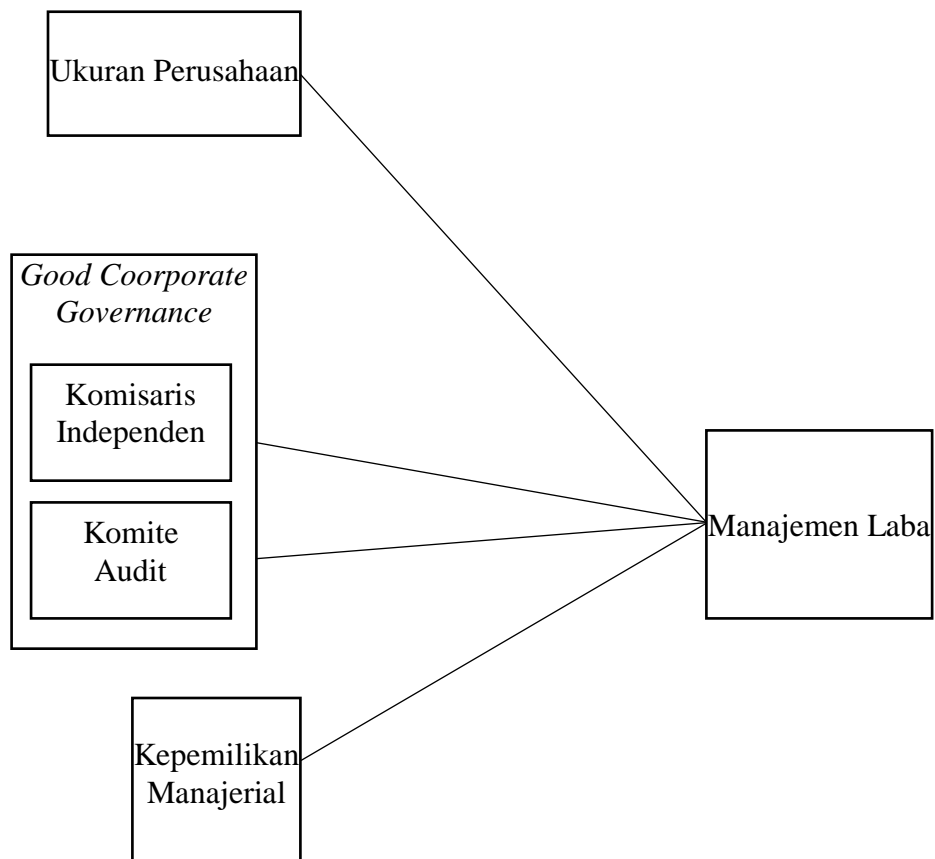 Ukuran Perusahaan
Good Coorporate
Governance
Komisaris
Independen
Komite
Audit
Manajemen Laba
Kepemilikan
Manajerial